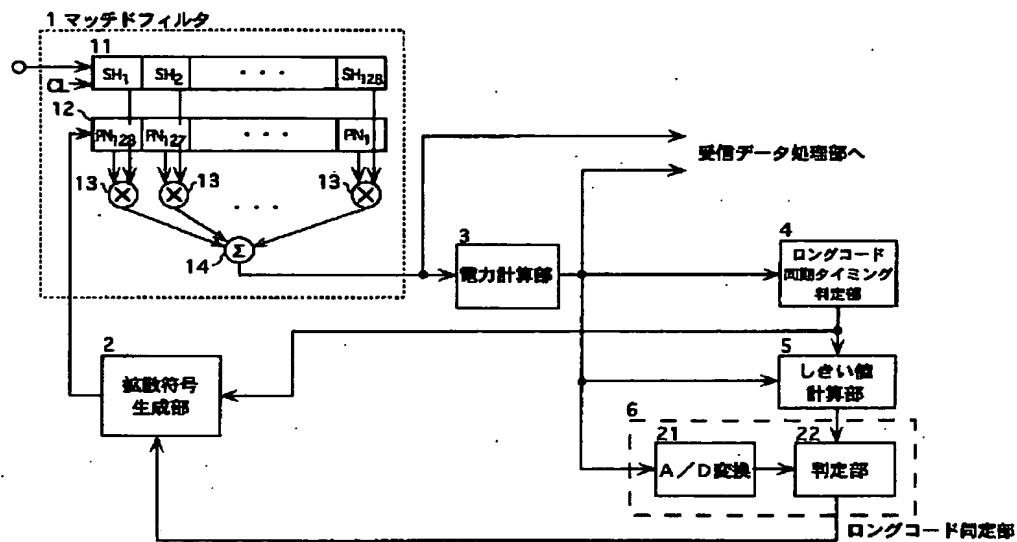 1 マッチドフィルタ
11
SH1 SH2 ・・・ SH128
CL
12
PN128 PN127 ・・・ PN1
13 13 13
・・・
Σ
14
受信データ処理部へ
3
電力計算部
4
ロングコード
同期タイミング
判定部
2
拡散符号
生成部
5
しきい値
計算部
6
21
A/D変換
22
判定部
ロングコード同定部